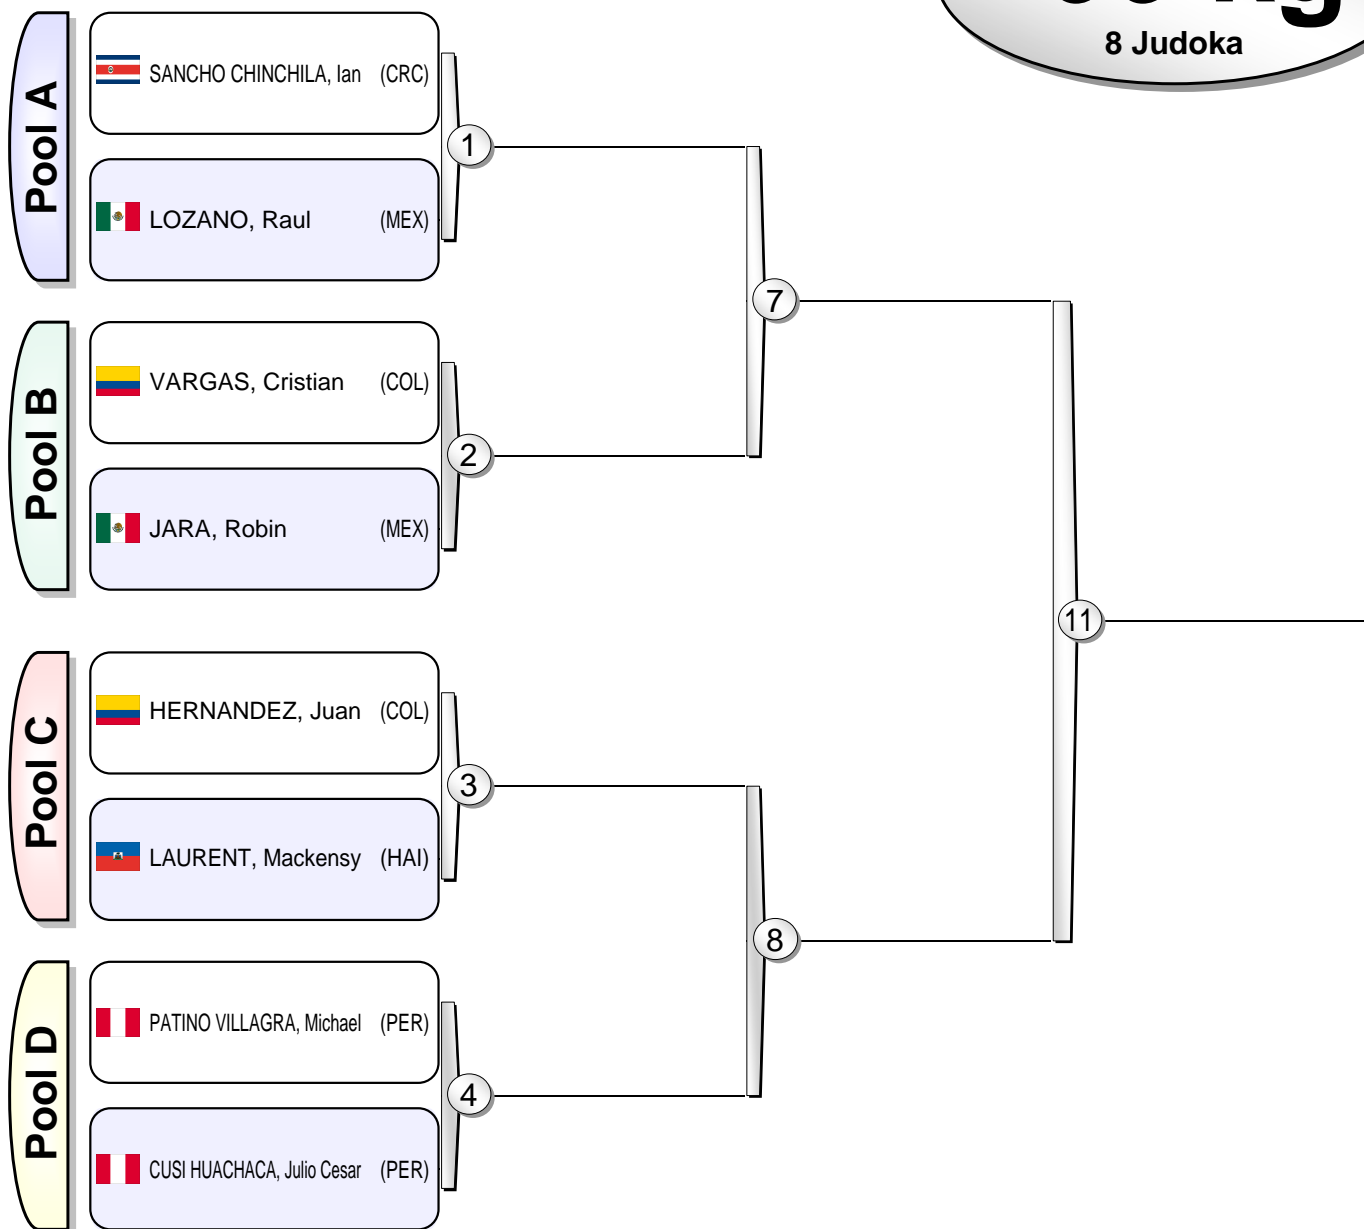 8 Judoka
Pool A
SANCHO CHINCHILA, Ian (CRC)
1
LOZANO, Raul (MEX)
7
Pool B
VARGAS, Cristian (COL)
2
JARA, Robin (MEX)
11
Pool C
HERNANDEZ, Juan (COL)
3
LAURENT, Mackensy (HAI)
8
Pool D
PATINO VILLAGRA, Michael (PER)
4
CUSI HUACHACA, Julio Cesar (PER)